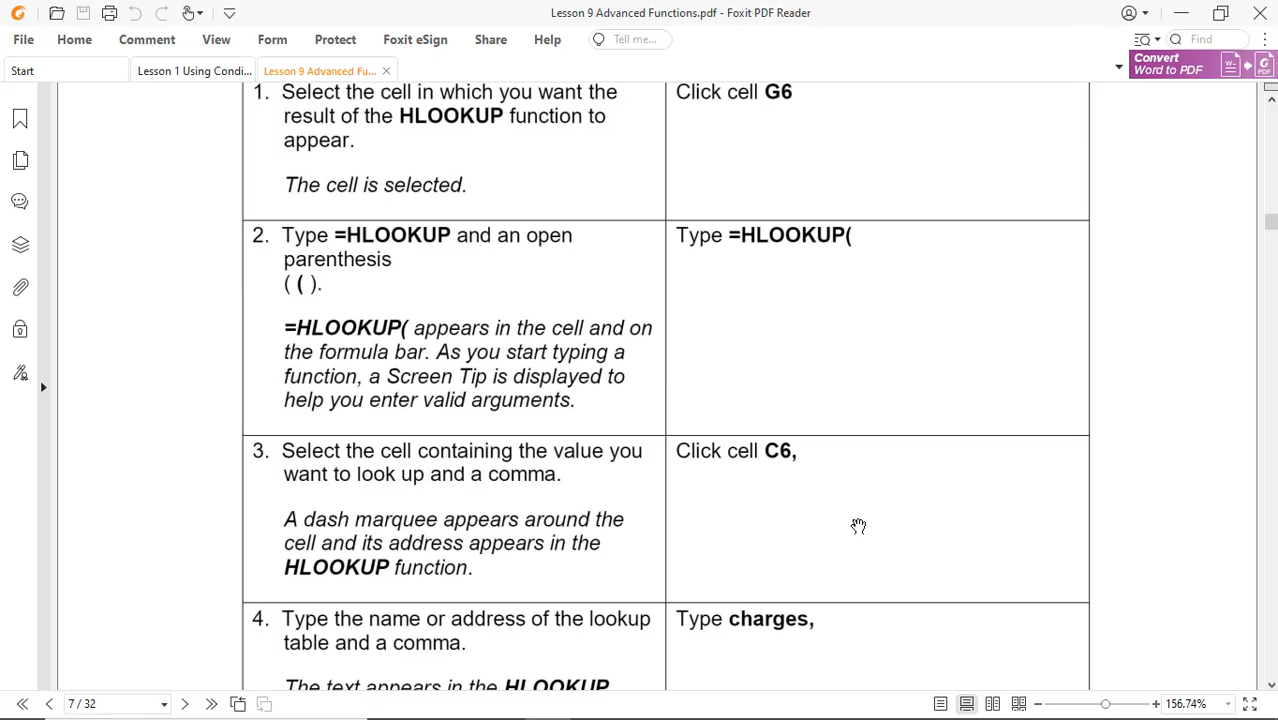 Lesson 9 Advanced Functions.pdf - Foxit PDF Reader
File Home Comment View Form Protect Foxit eSign Share Help Tell me... Find
Start Lesson 1 Using Condi... Lesson 9 Advanced Fu...
Convert
Word to PDF
1. Select the cell in which you want the
result of the HLOOKUP function to
appear.
The cell is selected.
Click cell G6
2. Type =HLOOKUP and an open
parenthesis
( ( ).
=HLOOKUP( appears in the cell and on
the formula bar. As you start typing a
function, a Screen Tip is displayed to
help you enter valid arguments.
Type =HLOOKUP(
3. Select the cell containing the value you
want to look up and a comma.
A dash marquee appears around the
cell and its address appears in the
HLOOKUP function.
Click cell C6,
4. Type the name or address of the lookup
table and a comma.
The text appears in the HLOOKUP
Type charges,
7 / 32 156.74%